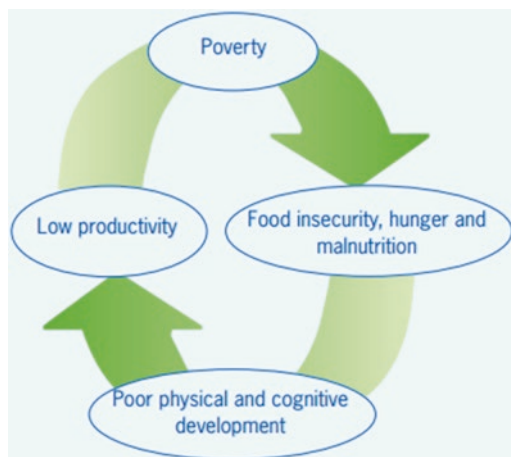 Poverty
Food insecurity, hunger and
malnutrition
Poor physical and cognitive
development
Low productivity